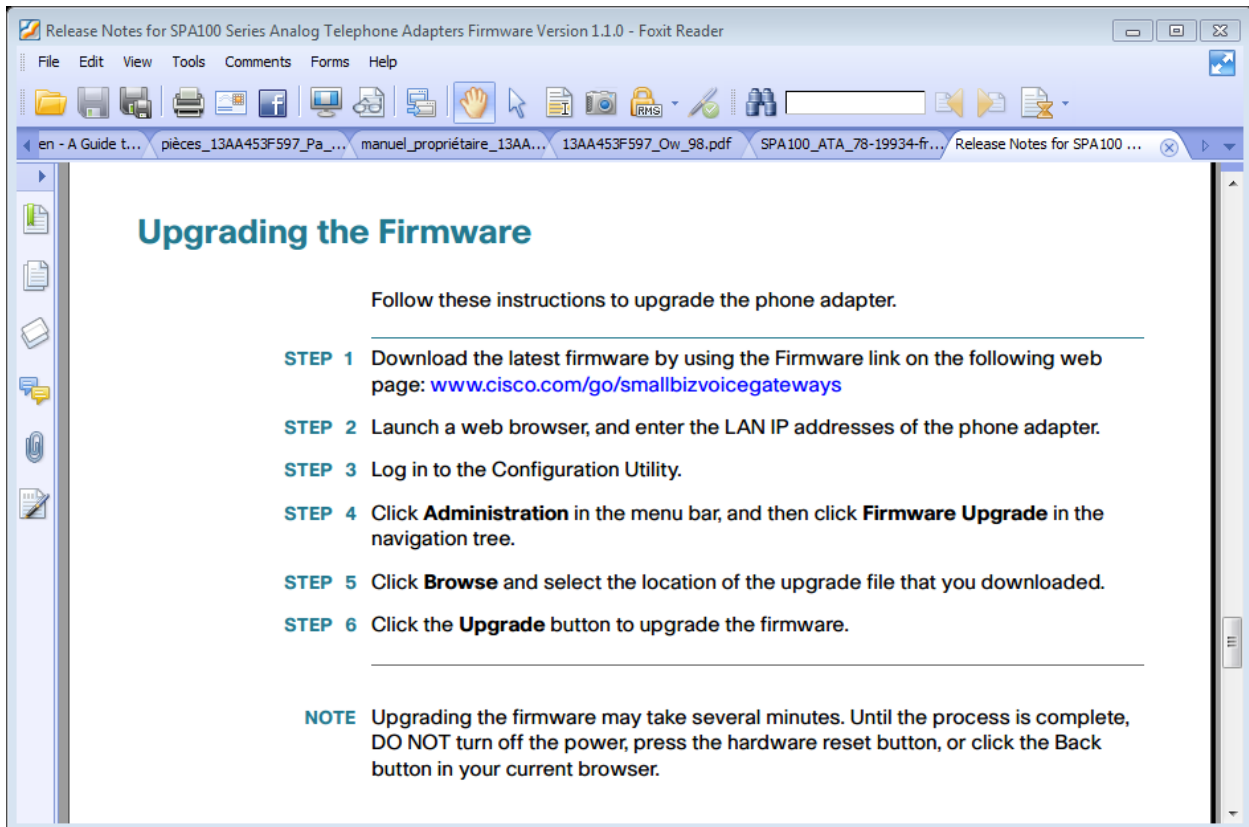 Release Notes for SPA100 Series Analog Telephone Adapters Firmware Version 1.1.0 - Foxit Reader
File Edit View Tools Comments Forms Help
RMS
en - A Guide t... pièces_13AA453F597_Pa_... manuel_propriétaire_13AA... 13AA453F597_Ow_98.pdf SPA100_ATA_78-19934-fr... Release Notes for SPA100 ...
Upgrading the Firmware
Follow these instructions to upgrade the phone adapter.
STEP 1 Download the latest firmware by using the Firmware link on the following web
page: www.cisco.com/go/smallbizvoicegateways
STEP 2 Launch a web browser, and enter the LAN IP addresses of the phone adapter.
STEP 3 Log in to the Configuration Utility.
STEP 4 Click Administration in the menu bar, and then click Firmware Upgrade in the
navigation tree.
STEP 5 Click Browse and select the location of the upgrade file that you downloaded.
STEP 6 Click the Upgrade button to upgrade the firmware.
NOTE Upgrading the firmware may take several minutes. Until the process is complete,
DO NOT turn off the power, press the hardware reset button, or click the Back
button in your current browser.